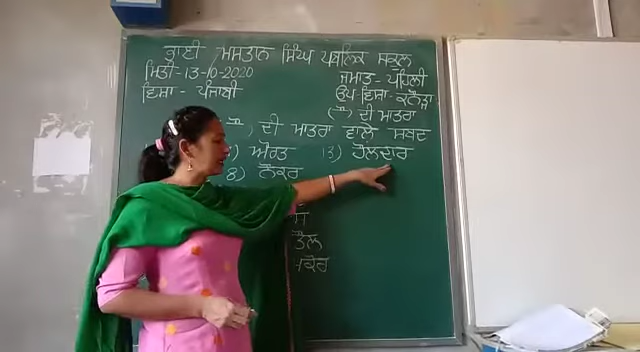 ਭਾਈ ਮਸਤਾਨ ਸਿੰਘ ਪਬਲਿਕ ਸਕੂਲ
ਮਿਤੀ-13-10-2020 ਜਮਾਤ- ਪਹਿਲੀ
ਵਿਸ਼ਾ- ਪੰਜਾਬੀ ਉਪ-ਵਿਸ਼ਾ- ਕਨੌੜਾ
(ੌ) ਦੀ ਮਾਤਰਾ
ੌ) ਦੀ ਮਾਤਰਾ ਵਾਲੇ ਸ਼ਬਦ
) ਔਰਤ 3) ਹੌਲਦਾਰ
8) ਨੌਕਰ